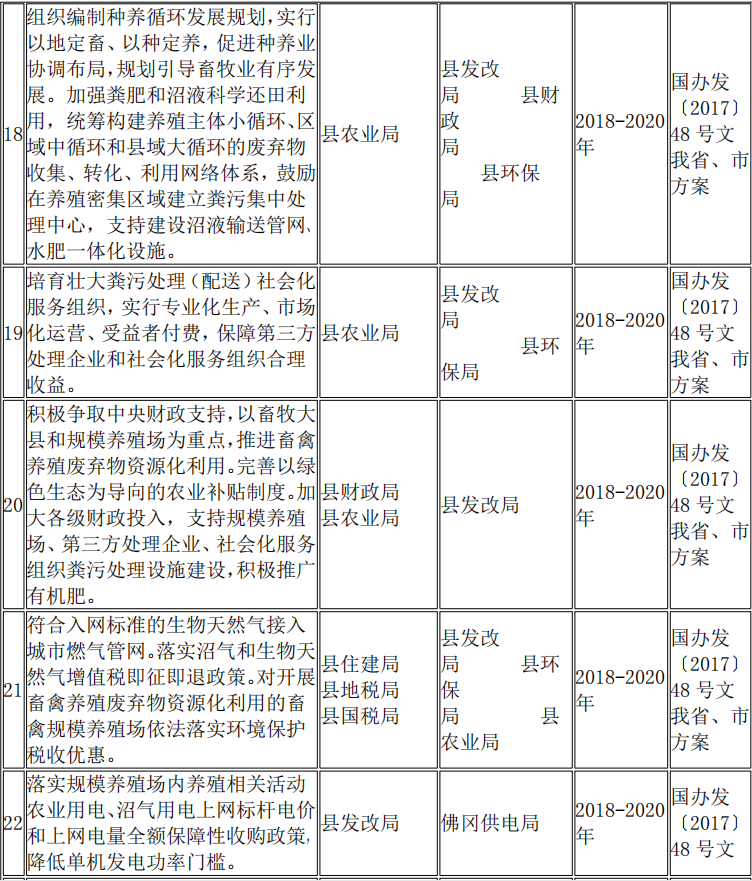 18
组织编制种养循环发展规划,实行
以地定畜、以种定养，促进种养业
协调布局,规划引导畜牧业有序发
展。加强粪肥和沼液科学还田利
用，统筹构建养殖主体小循环、区
域中循环和县域大循环的废弃物
收集、转化、利用网络体系，鼓励
在养殖密集区域建立粪污集中处
理中心，支持建设沼液输送管网、
水肥一体化设施。
县农业局
县发改
局 县财
政
局
县环保
局
2018-2020
年
国办发
〔2017〕
48 号文
我省、市
方案
19
培育壮大粪污处理（配送）社会化
服务组织，实行专业化生产、市场
化运营、受益者付费，保障第三方
处理企业和社会化服务组织合理
收益。
县农业局
县发改
局
县环
保局
2018-2020
年
国办发
〔2017〕
48 号文
我省、市
方案
20
积极争取中央财政支持,以畜牧大
县和规模养殖场为重点,推进畜禽
养殖废弃物资源化利用。完善以绿
色生态为导向的农业补贴制度。加
大各级财政投入，支持规模养殖
场、第三方处理企业、社会化服务
组织粪污处理设施建设,积极推广
有机肥。
县财政局
县农业局
县发改局
2018-2020
年
国办发
〔2017〕
48 号文
我省、市
方案
21
符合入网标准的生物天然气接入
城市燃气管网。落实沼气和生物天
然气增值税即征即退政策。对开展
畜禽养殖废弃物资源化利用的畜
禽规模养殖场依法落实环境保护
税收优惠。
县住建局
县地税局
县国税局
县发改
局 县环
保
局 县
农业局
2018-2020
年
国办发
〔2017〕
48 号文
我省、市
方案
22
落实规模养殖场内养殖相关活动
农业用电、沼气用电上网标杆电价
和上网电量全额保障性收购政策,
降低单机发电功率门槛。
县发改局
佛冈供电局
2018-2020
年
国办发
〔2017〕
48 号文